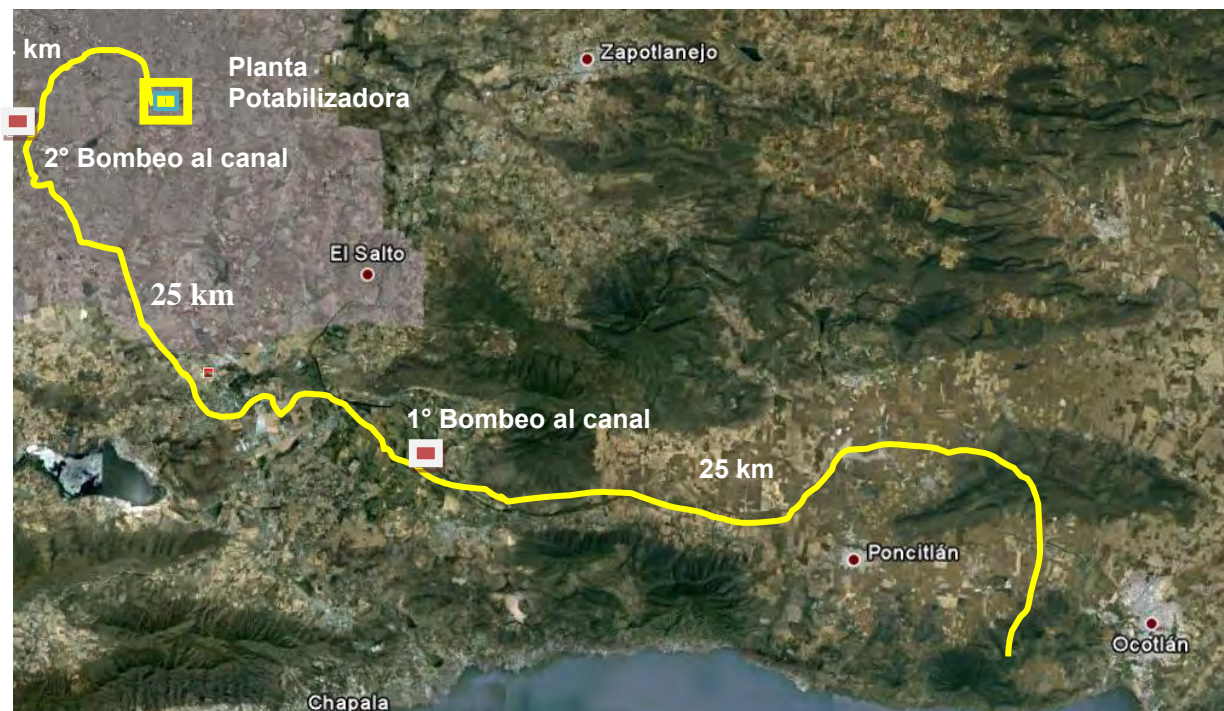 km
Zapotlanejo
Planta
Potabilizadora
2° Bombeo al canal
El Salto
25 km
1° Bombeo al canal
25 km
Poncitlán
Ocotlán
Chapala